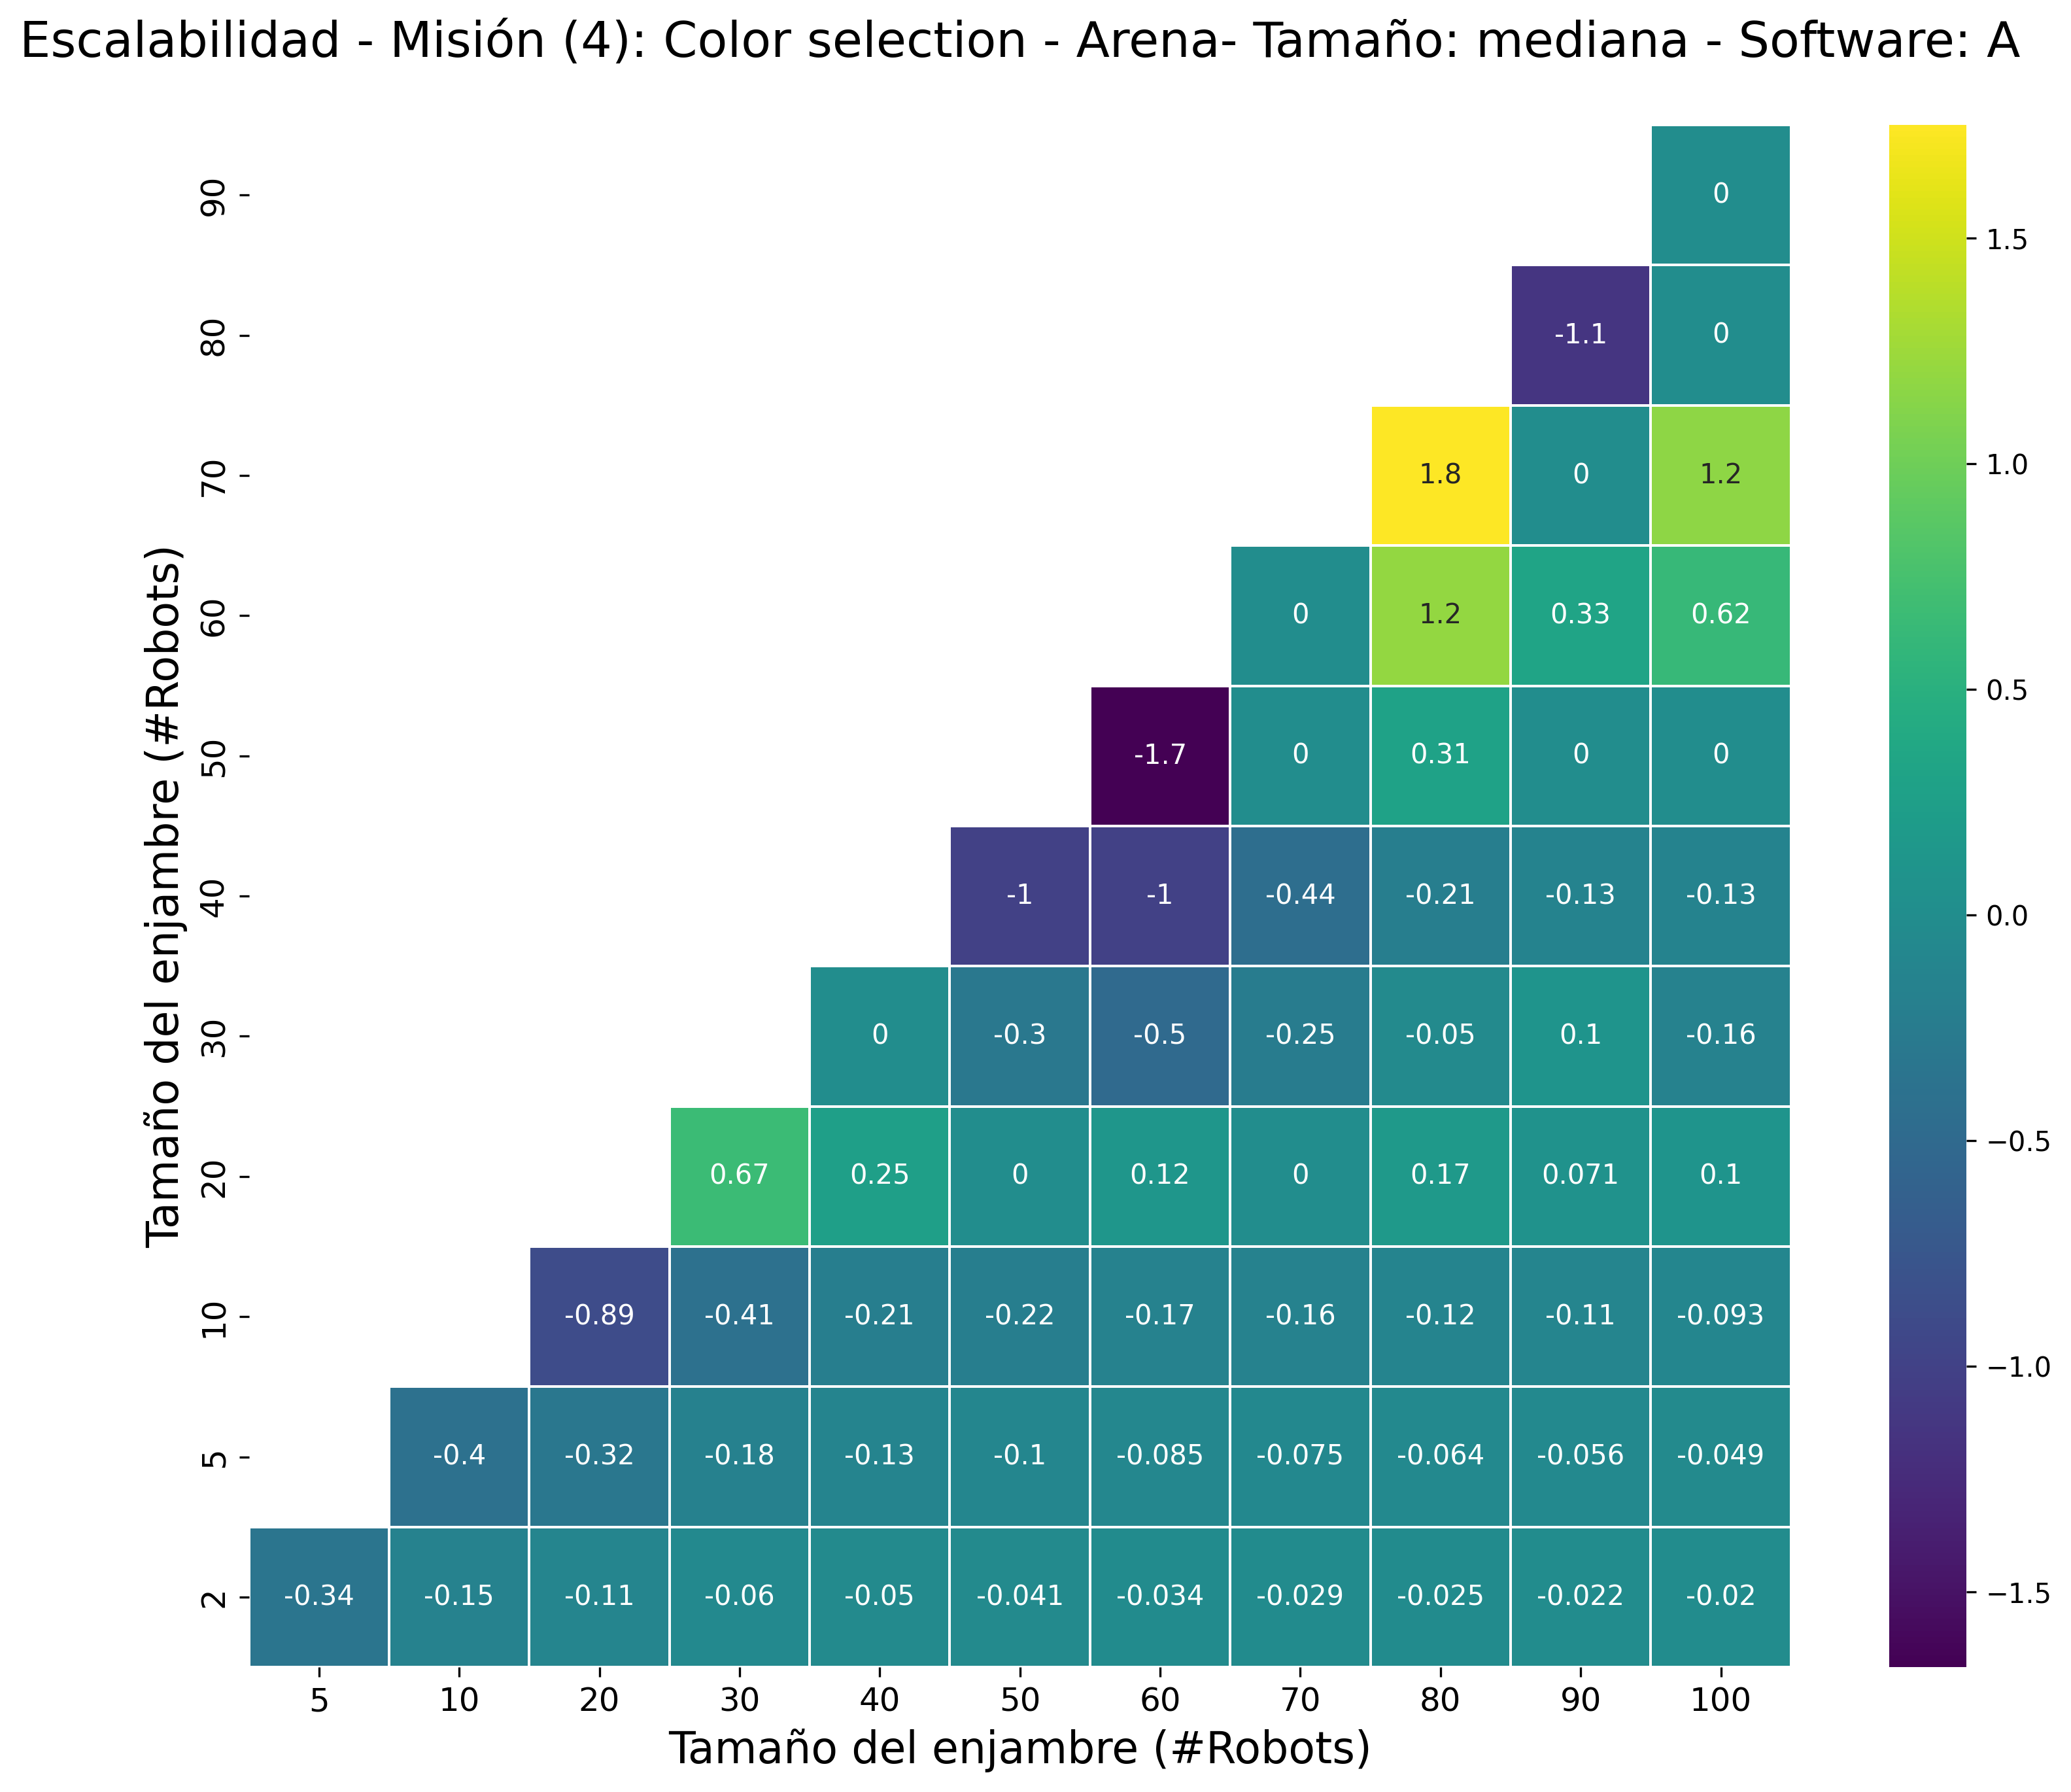 Escalabilidad - Misión (4): Color selection - Arena- Tamaño: mediana - Software: A
Tamaño del enjambre (#Robots)
90 0
80 -1.1 0
70 1.8 0 1.2
60 0 1.2 0.33 0.62
50 -1.7 0 0.31 0 0
40 -1 -1 -0.44 -0.21 -0.13 -0.13
30 0 -0.3 -0.5 -0.25 -0.05 0.1 -0.16
20 0.67 0.25 0 0.12 0 0.17 0.071 0.1
10 -0.89 -0.41 -0.21 -0.22 -0.17 -0.16 -0.12 -0.11 -0.093
5 -0.4 -0.32 -0.18 -0.13 -0.1 -0.085 -0.075 -0.064 -0.056 -0.049
2 -0.34 -0.15 -0.11 -0.06 -0.05 -0.041 -0.034 -0.029 -0.025 -0.022 -0.02
5 10 20 30 40 50 60 70 80 90 100
Tamaño del enjambre (#Robots)
1.5
1.0
0.5
0.0
−0.5
−1.0
−1.5